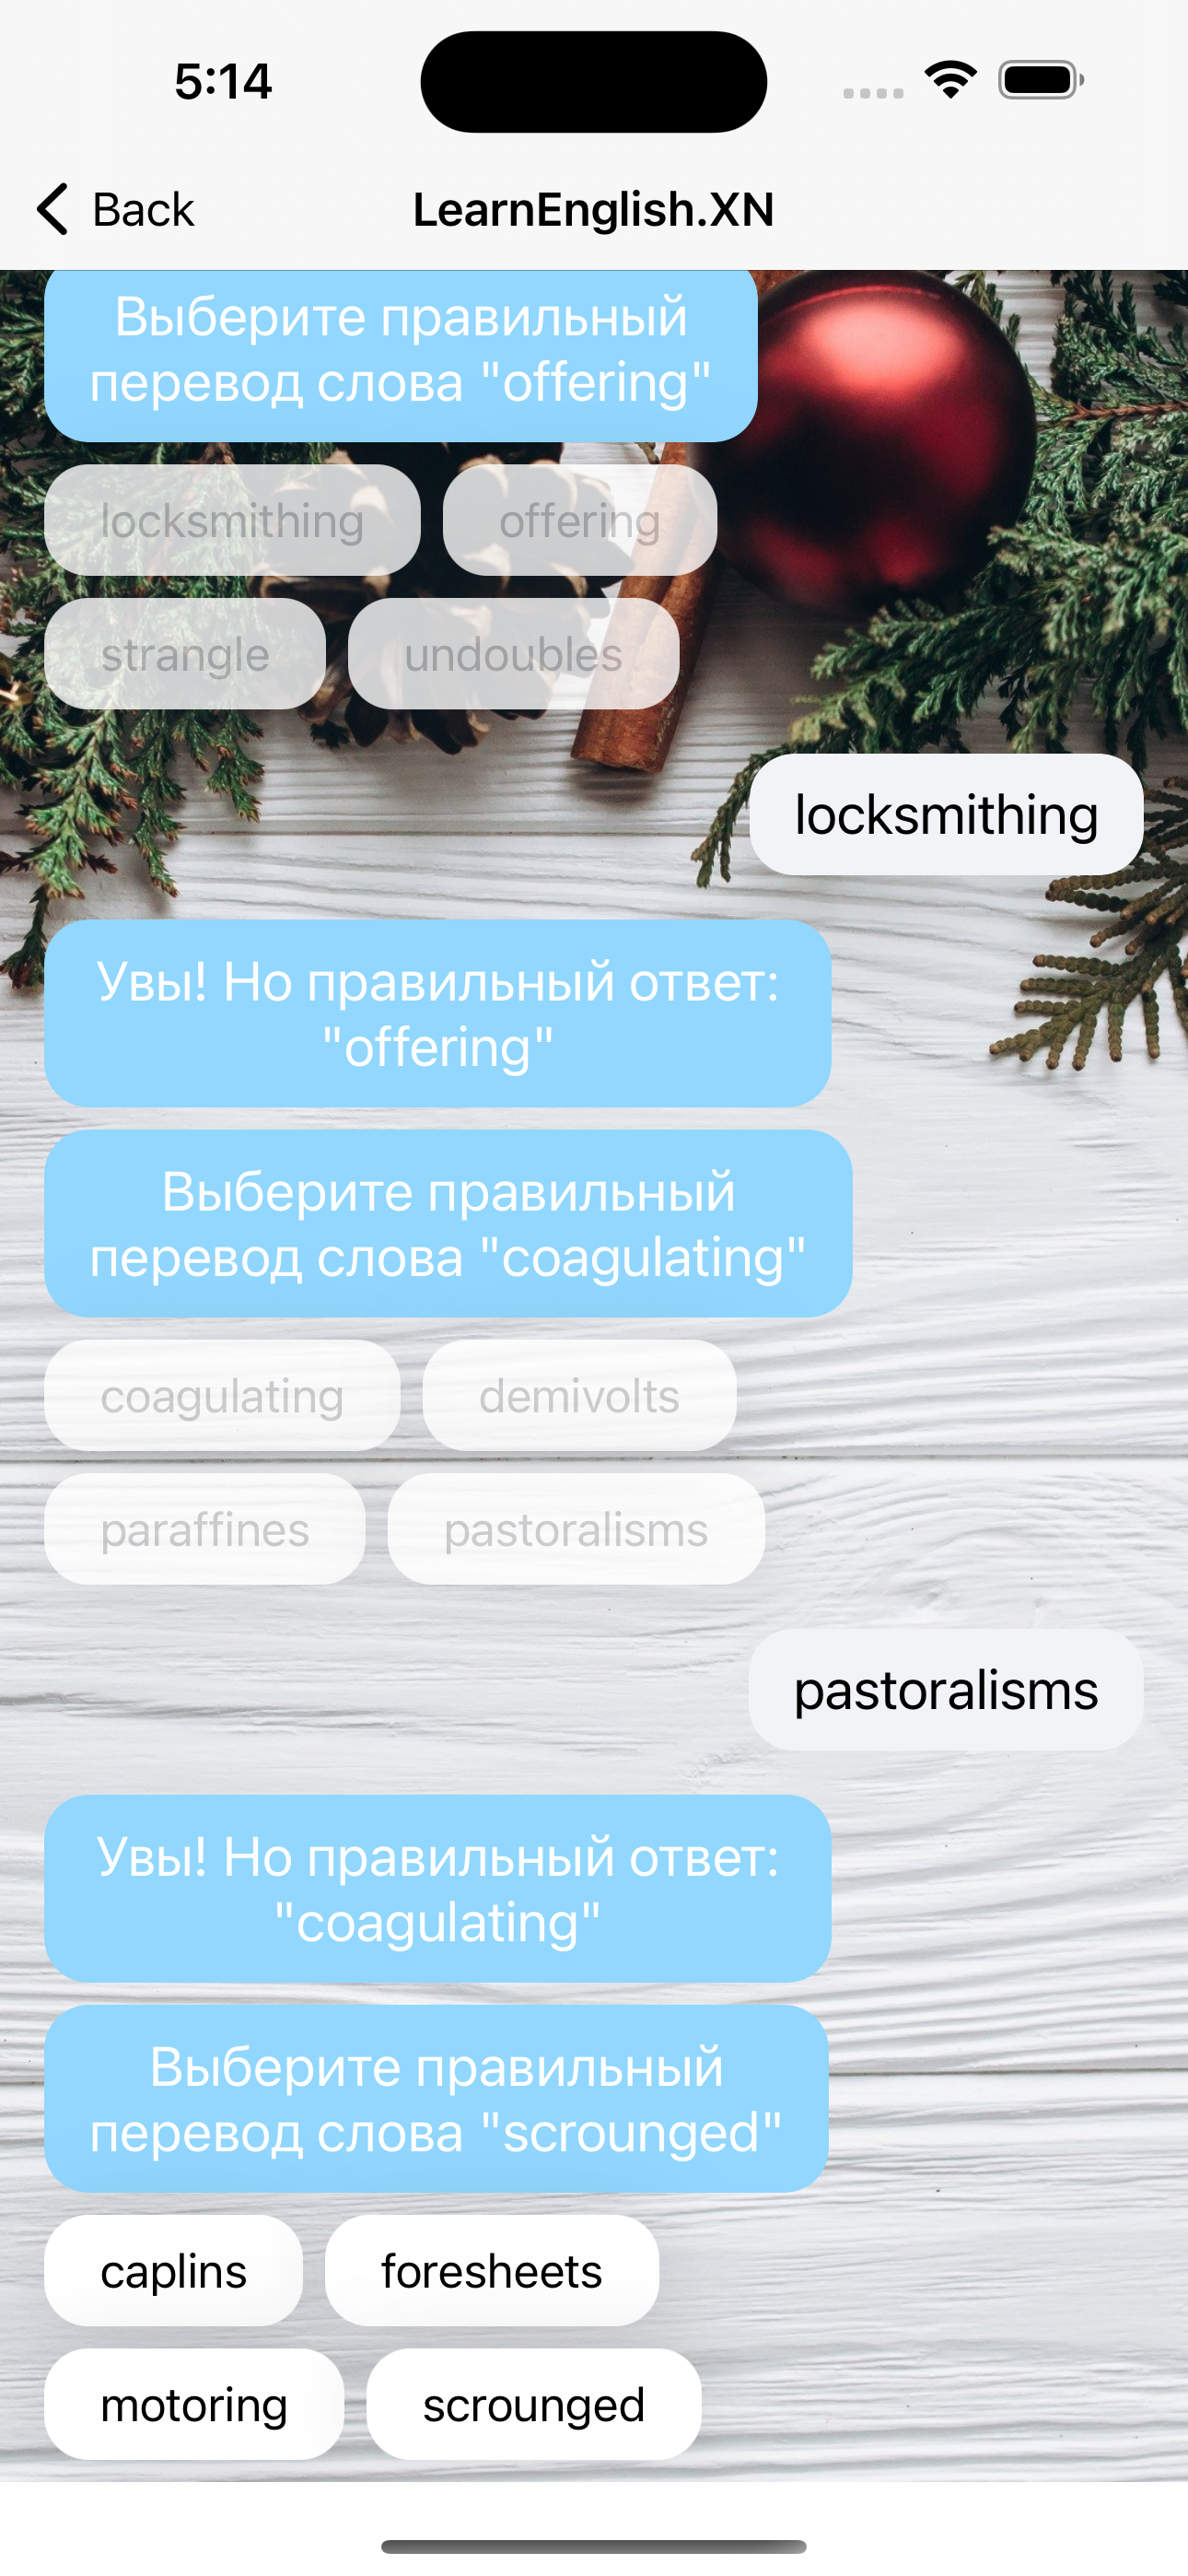 5:14
Back
LearnEnglish.XN
Выберите правильный
перевод слова "offering"
locksmithing
offering
strangle
undoubles
locksmithing
Увы! Но правильный ответ:
"offering"
Выберите правильный
перевод слова "coagulating"
coagulating
demivolts
paraffines
pastoralisms
pastoralisms
Увы! Но правильный ответ:
"coagulating"
Выберите правильный
перевод слова "scrounged"
caplins
foresheets
motoring
scrounged